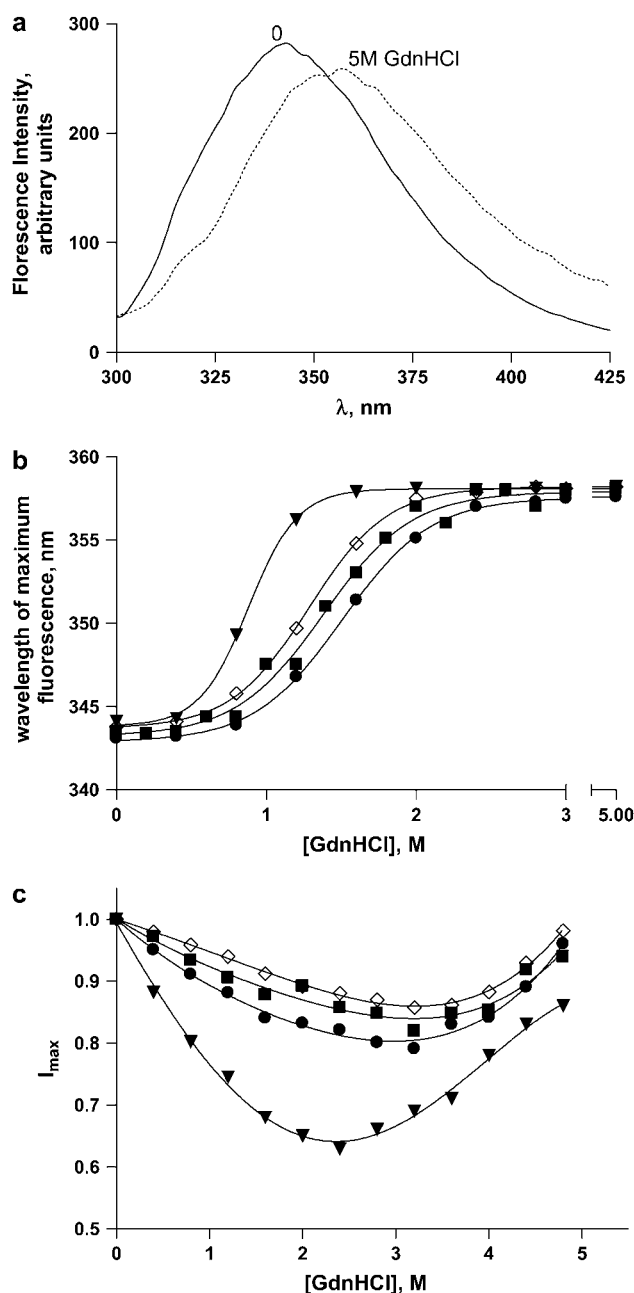 a
Florescence Intensity,
arbitrary units
300
200
100
0
0
5M GdnHCl
300
325
350
375
400
425
λ, nm
b
wavelength of maximum
fluorescence, nm
360
355
350
345
340
0
1
2
3
5.00
[GdnHCl], M
c
Imax
1.0
0.9
0.8
0.7
0.6
0.5
0
1
2
3
4
5
[GdnHCl], M